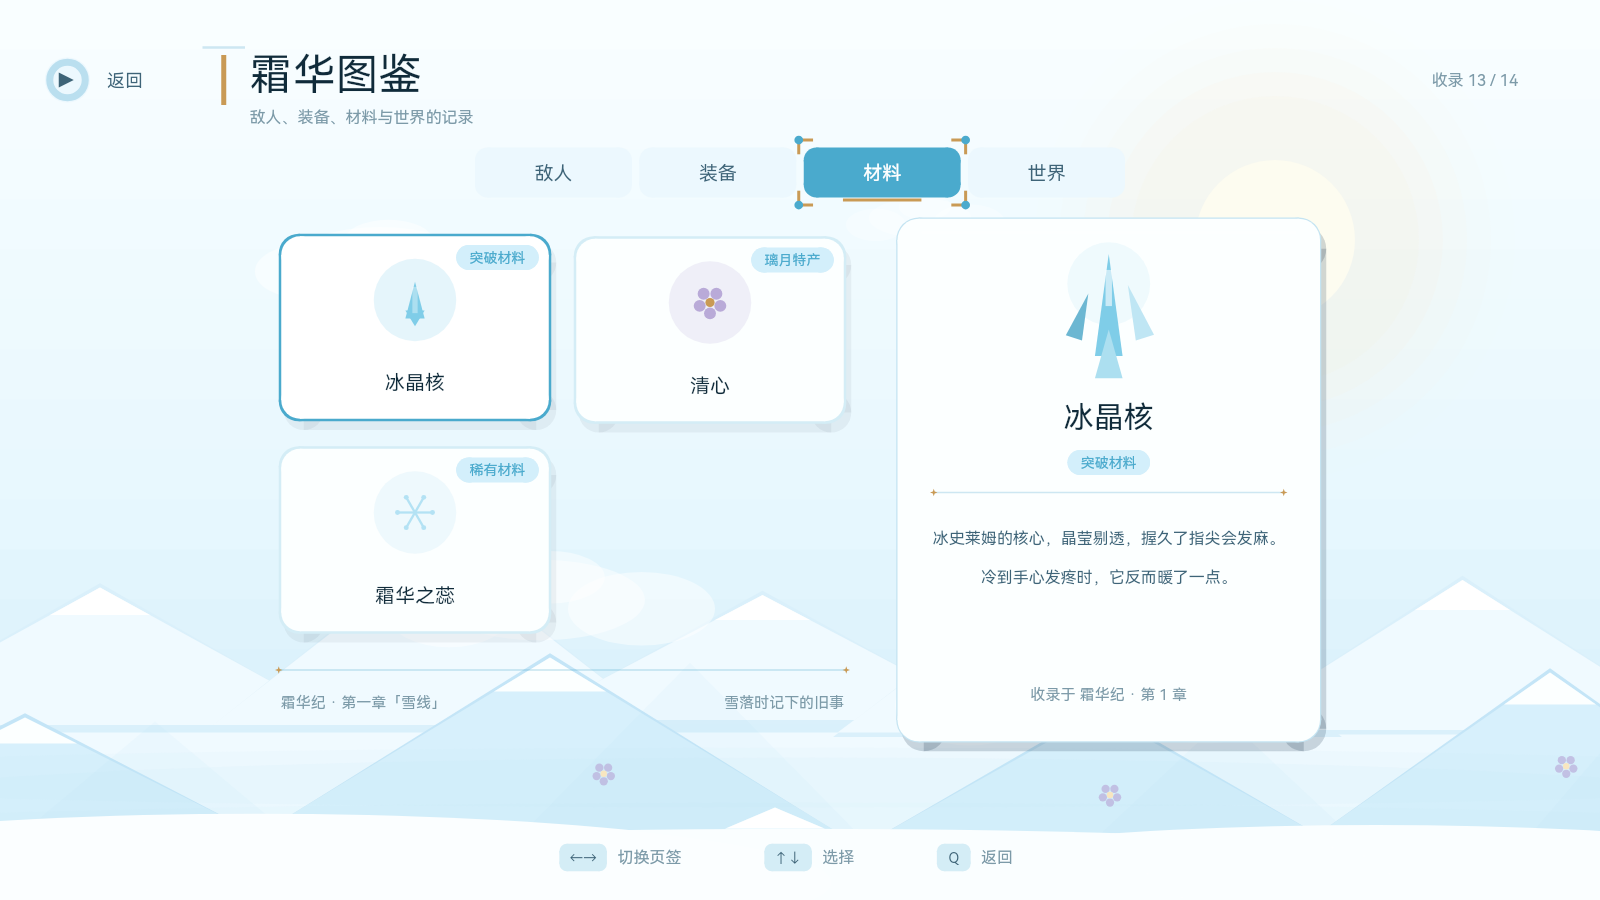 返回
霜华图鉴
敌人、装备、材料与世界的记录
收录 13 / 14
敌人
装备
材料
世界
突破材料
冰晶核
璃月特产
清心
稀有材料
霜华之蕊
霜华纪 · 第一章「雪线」
雪落时记下的旧事
冰晶核
突破材料
冰史莱姆的核心，晶莹剔透，握久了指尖会发麻。
冷到手心发疼时，它反而暖了一点。
收录于 霜华纪 · 第 1 章
←→ 切换页签
↑↓ 选择
Q 返回